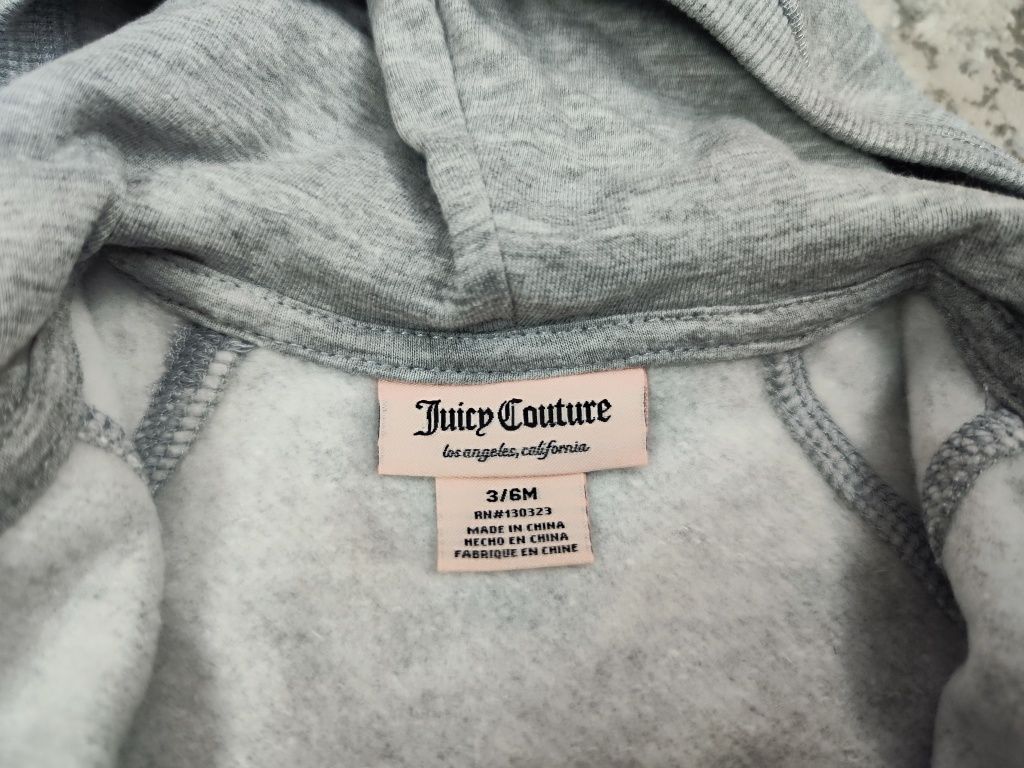 Juicy Couture
los angeles, california
3/6M
RN#130323
MADE IN CHINA
HECHO EN CHINA
FABRIQUE EN CHINE